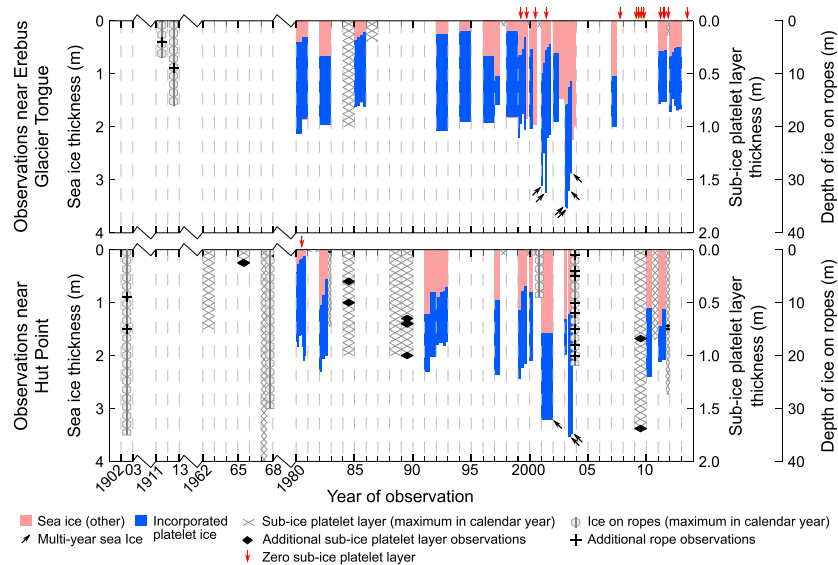 Observations near Erebus
Glacier Tongue
Sea ice thickness (m)
0
1
2
3
4
0.0
0.5
1.0
1.5
2.0
Sub-ice platelet layer
thickness (m)
0
10
20
30
40
Depth of ice on ropes (m)
Observations near
Hut Point
Sea ice thickness (m)
0
1
2
3
4
0.0
0.5
1.0
1.5
2.0
Sub-ice platelet layer
thickness (m)
0
10
20
30
40
Depth of ice on ropes (m)
1902-03 1911 13 1962 65 68 1980 85 90 95 2000 05 10
Year of observation
Sea ice (other) Incorporated platelet ice Sub-ice platelet layer (maximum in calendar year) Ice on ropes (maximum in calendar year)
Multi-year sea Ice Additional sub-ice platelet layer observations Additional rope observations
Zero sub-ice platelet layer